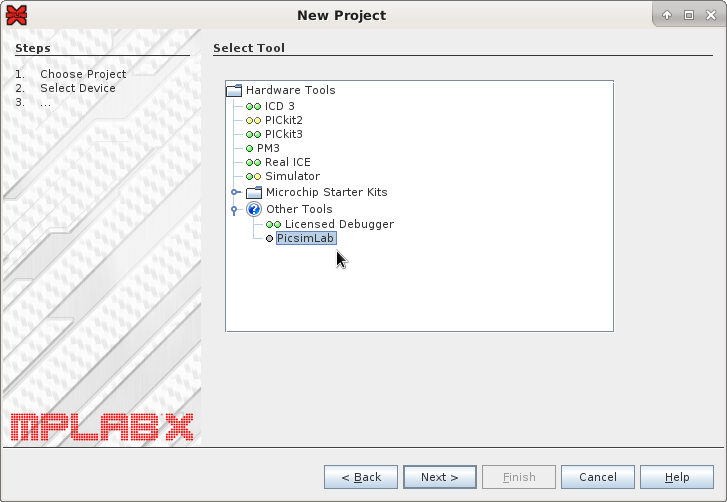 New Project
Steps
1. Choose Project
2. Select Device
3. ...
Select Tool
Hardware Tools
ICD 3
PICkit2
PICkit3
PM3
Real ICE
Simulator
Microchip Starter Kits
Other Tools
Licensed Debugger
PicsimLab
MPLAB X
< Back
Next >
Finish
Cancel
Help